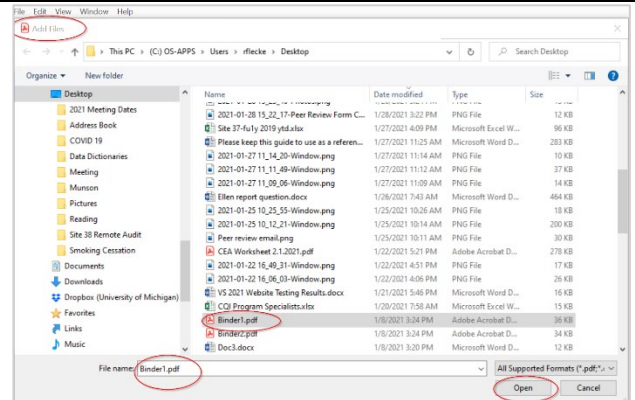 File Edit View Window Help
Add Files
This PC > (C:) OS-APPS > Users > rflecke > Desktop
Search Desktop
Organize New folder
Name Date modified Type Size
Desktop
2021 Meeting Dates
Address Book
COVID 19
Data Dictionaries
Meeting
Munson
Pictures
Reading
Site 38 Remote Audit
Smoking Cessation
Documents
Downloads
Dropbox (University of Michigan)
Favorites
Links
Music
2021-01-28 15_22_17-Peer Review Form C... 1/28/2021 3:22 PM PNG File 12 KB
Site 37-fu1y 2019 ytd.xlsx 1/27/2021 4:09 PM Microsoft Excel W... 96 KB
Please keep this guide to use as a referen... 1/27/2021 11:25 AM Microsoft Word D... 283 KB
2021-01-27 11_14_20-Window.png 1/27/2021 11:14 AM PNG File 10 KB
2021-01-27 11_11_49-Window.png 1/27/2021 11:12 AM PNG File 37 KB
2021-01-27 11_09_06-Window.png 1/27/2021 11:09 AM PNG File 14 KB
Ellen report question.docx 1/26/2021 7:43 AM Microsoft Word D... 464 KB
2021-01-25 10_25_55-Window.png 1/25/2021 10:26 AM PNG File 18 KB
2021-01-25 10_12_21-Window.png 1/25/2021 10:14 AM PNG File 200 KB
Peer review email.png 1/25/2021 10:11 AM PNG File 30 KB
CEA Worksheet 2.1.2021.pdf 1/22/2021 5:21 PM Adobe Acrobat D... 278 KB
2021-01-22 16_49_31-Window.png 1/22/2021 4:51 PM PNG File 17 KB
2021-01-22 16_06_03-Window.png 1/22/2021 4:06 PM PNG File 26 KB
VS 2021 Website Testing Results.docx 1/21/2021 5:46 PM Microsoft Word D... 16 KB
CQI Program Specialists.xlsx 1/20/2021 7:58 AM Microsoft Excel W... 15 KB
Binder1.pdf 1/8/2021 3:24 PM Adobe Acrobat D... 36 KB
Binder2.pdf 1/8/2021 3:24 PM Adobe Acrobat D... 34 KB
Doc3.docx 1/8/2021 3:20 PM Microsoft Word D... 12 KB
File name: Binder1.pdf
All Supported Formats (*.pdf;*.
Open Cancel